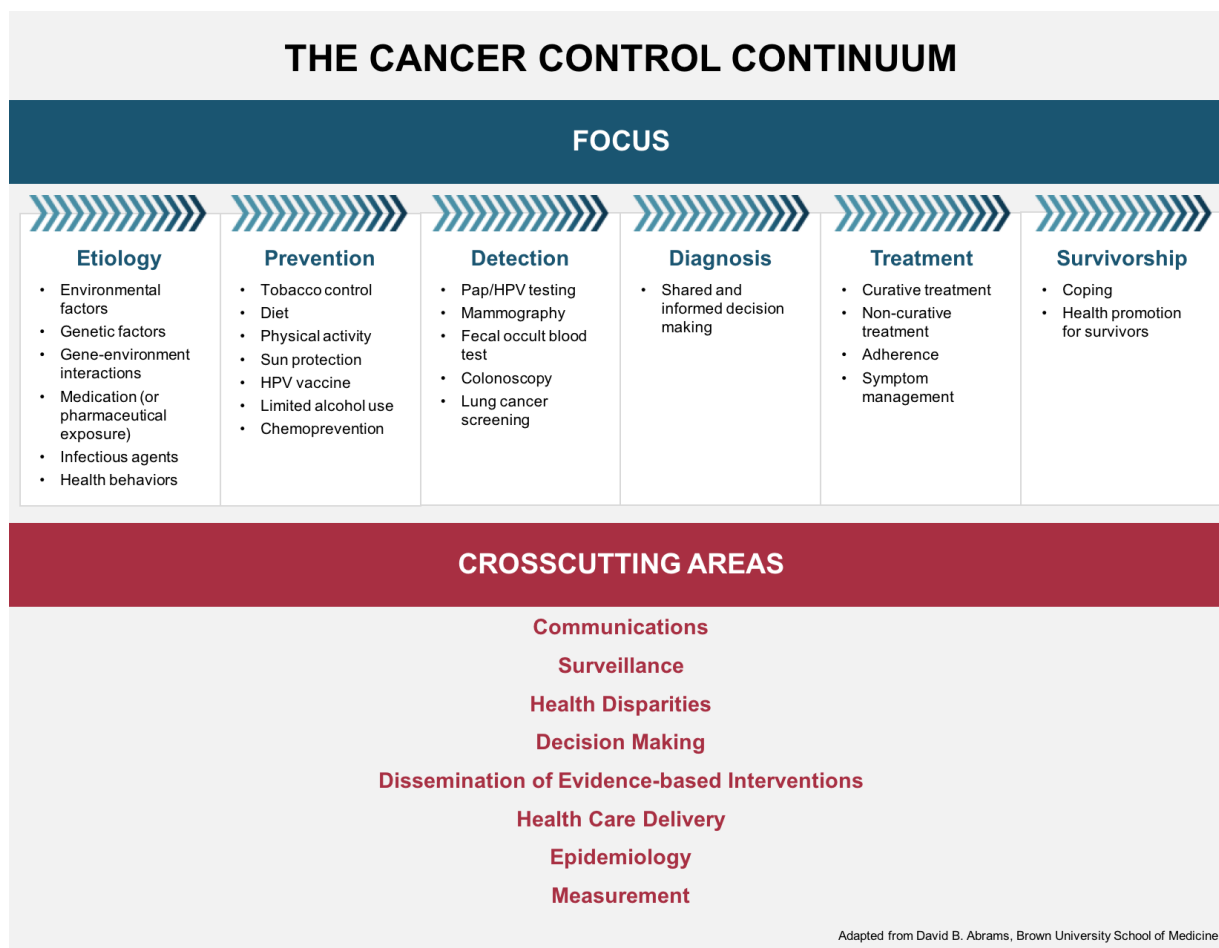 THE CANCER CONTROL CONTINUUM
FOCUS
Etiology
• Environmental
factors
• Genetic factors
• Gene-environment
interactions
• Medication (or
pharmaceutical
exposure)
• Infectious agents
• Health behaviors
Prevention
• Tobacco control
• Diet
• Physical activity
• Sun protection
• HPV vaccine
• Limited alcohol use
• Chemoprevention
Detection
• Pap/HPV testing
• Mammography
• Fecal occult blood
test
• Colonoscopy
• Lung cancer
screening
Diagnosis
• Shared and
informed decision
making
Treatment
• Curative treatment
• Non-curative
treatment
• Adherence
• Symptom
management
Survivorship
• Coping
• Health promotion
for survivors
CROSSCUTTING AREAS
Communications
Surveillance
Health Disparities
Decision Making
Dissemination of Evidence-based Interventions
Health Care Delivery
Epidemiology
Measurement
Adapted from David B. Abrams, Brown University School of Medicine